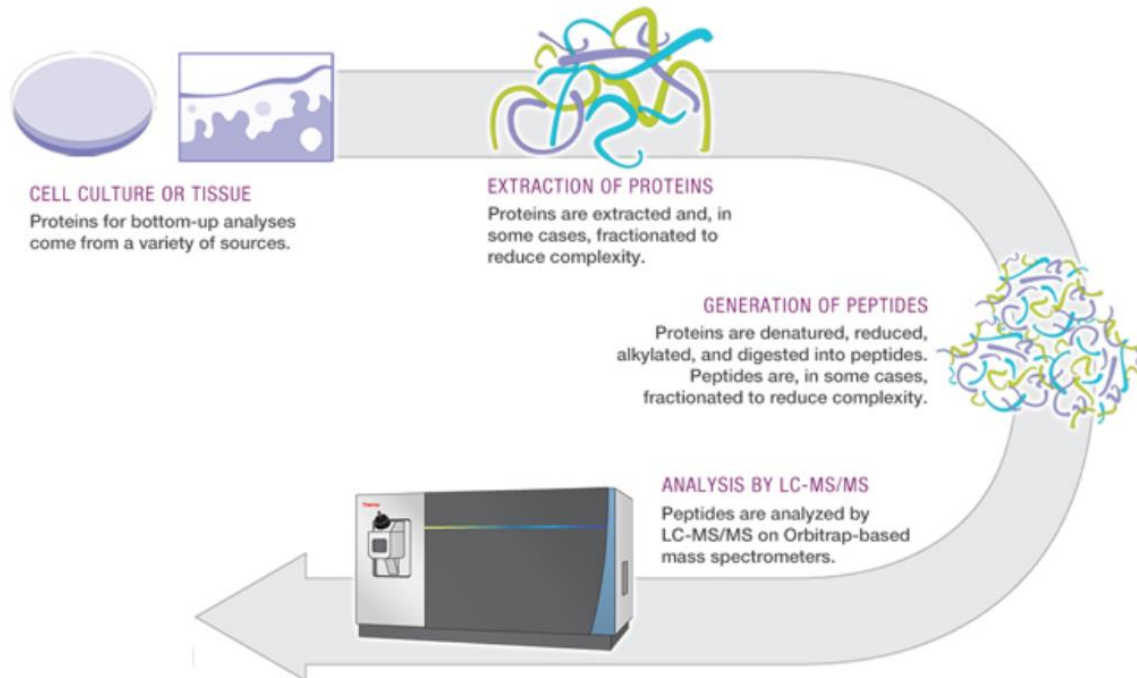 CELL CULTURE OR TISSUE
Proteins for bottom-up analyses
come from a variety of sources.
EXTRACTION OF PROTEINS
Proteins are extracted and, in
some cases, fractionated to
reduce complexity.
GENERATION OF PEPTIDES
Proteins are denatured, reduced,
alkylated, and digested into peptides.
Peptides are, in some cases,
fractionated to reduce complexity.
ANALYSIS BY LC-MS/MS
Peptides are analyzed by
LC-MS/MS on Orbitrap-based
mass spectrometers.
Thermo